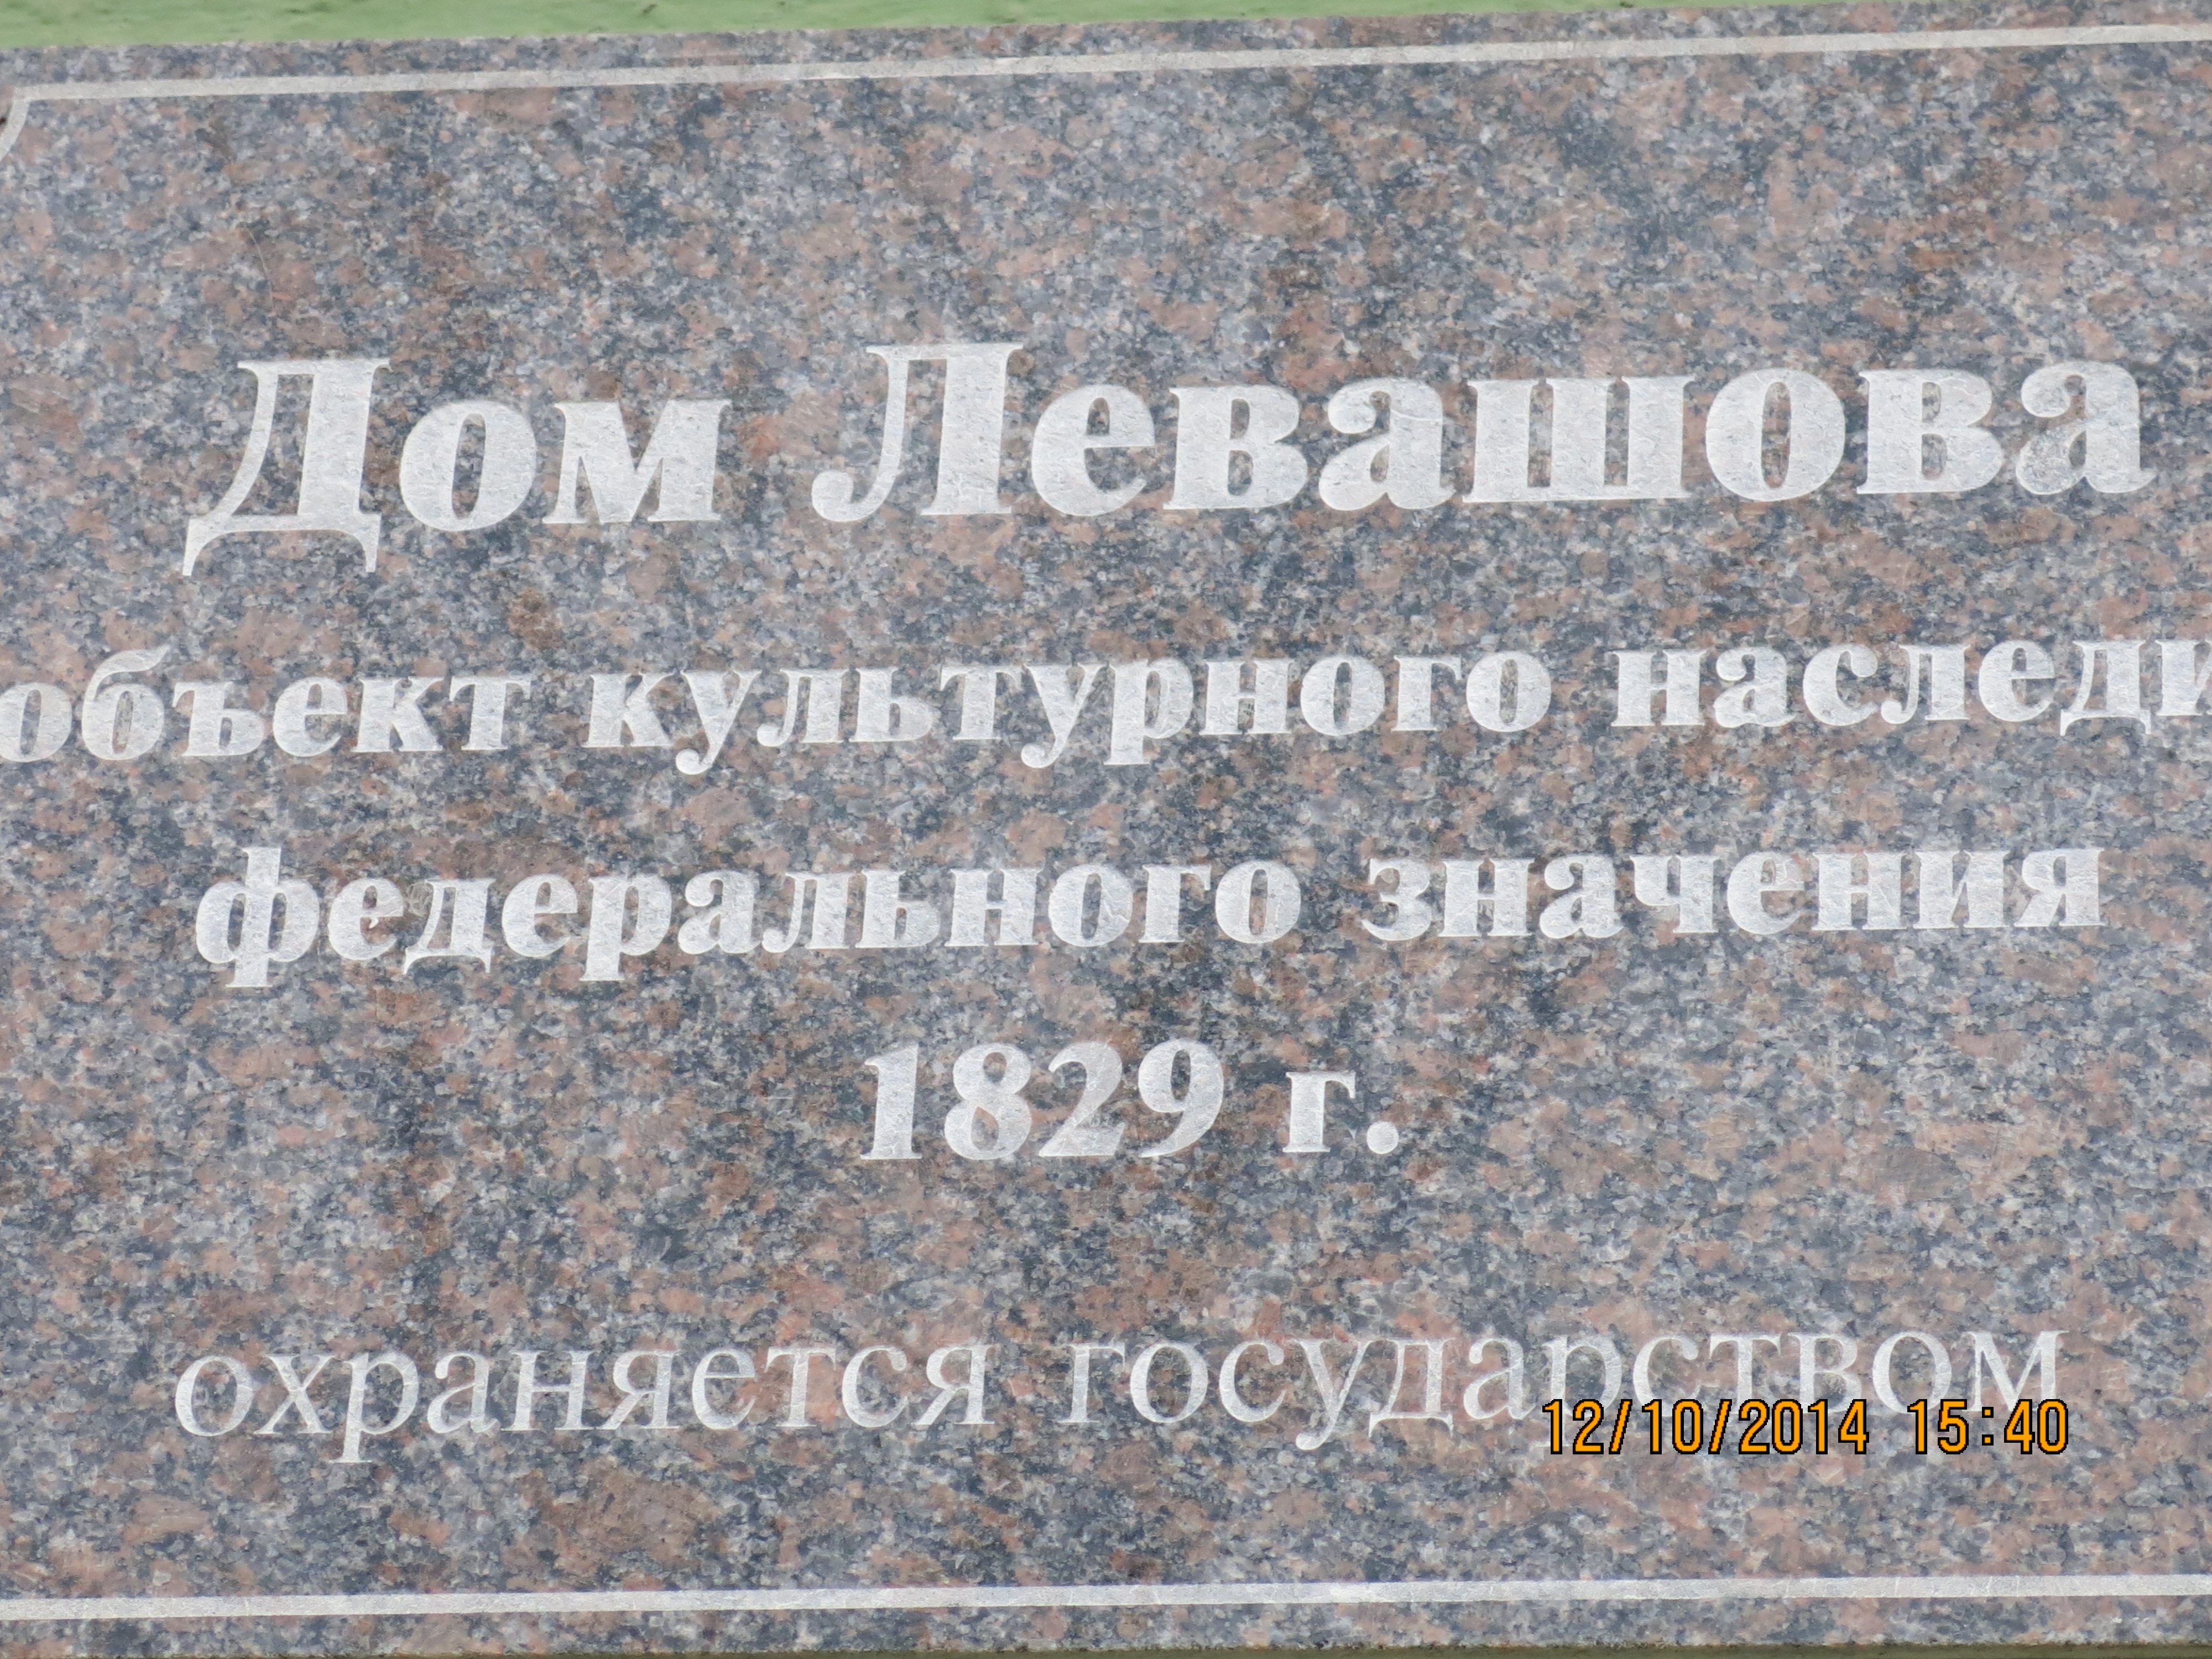 Дом Левашова
объект культурного наследи
федерального значения
1829 г.
охраняется государством
12/10/2014 15:40